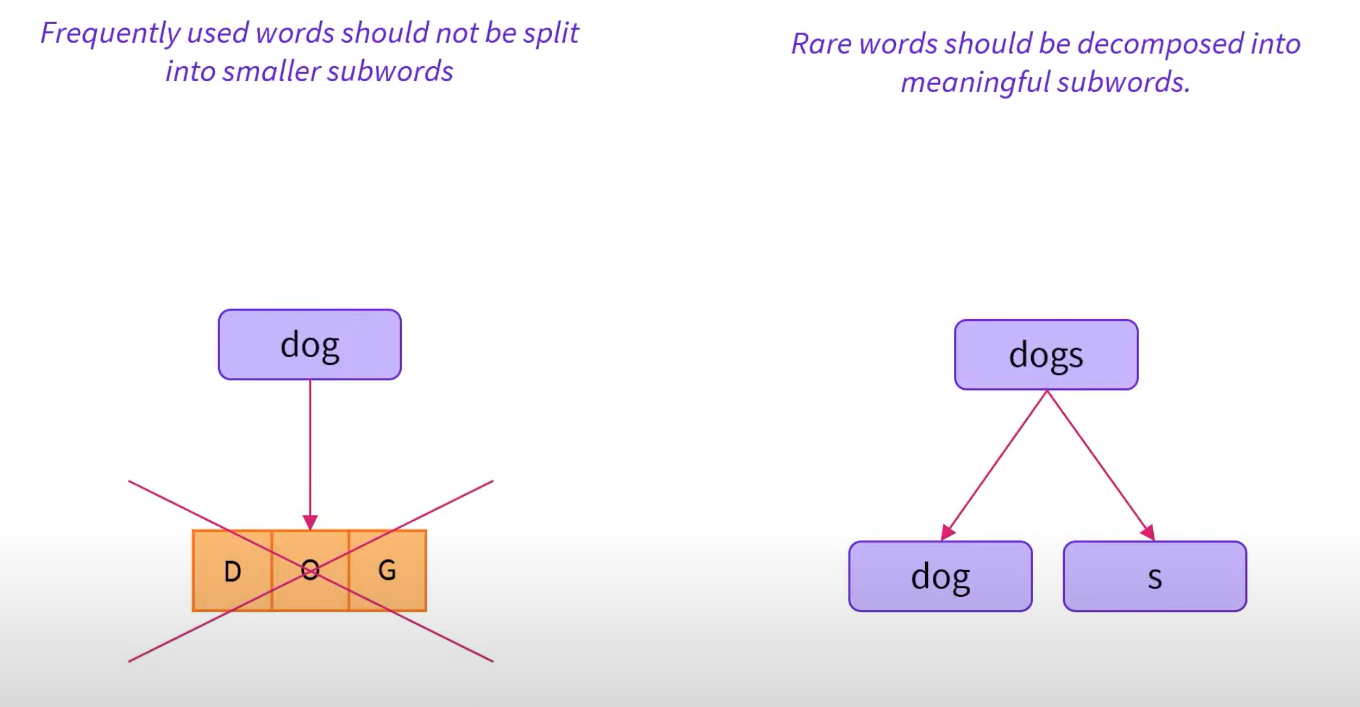 Frequently used words should not be split
into smaller subwords
Rare words should be decomposed into
meaningful subwords.
dog
D O G
dogs
dog
s